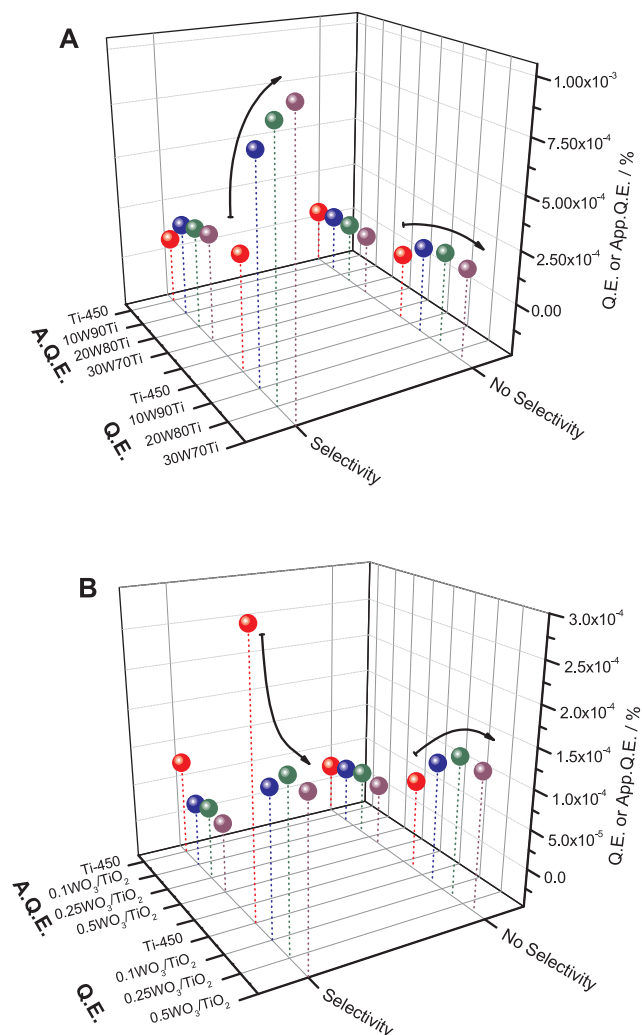 A
1.00x10⁻³
7.50x10⁻⁴
5.00x10⁻⁴
2.50x10⁻⁴
0.00
Q.E. or App.Q.E. / %
Ti-450
10W90Ti
20W80Ti
30W70Ti
A.Q.E.
Ti-450
10W90Ti
20W80Ti
30W70Ti
Q.E.
Selectivity
No Selectivity
B
3.0x10⁻⁴
2.5x10⁻⁴
2.0x10⁻⁴
1.5x10⁻⁴
1.0x10⁻⁴
5.0x10⁻⁵
0.0
Q.E. or App.Q.E. / %
Ti-450
0.1WO₃/TiO₂
0.25WO₃/TiO₂
0.5WO₃/TiO₂
A.Q.E.
Ti-450
0.1WO₃/TiO₂
0.25WO₃/TiO₂
0.5WO₃/TiO₂
Q.E.
Selectivity
No Selectivity